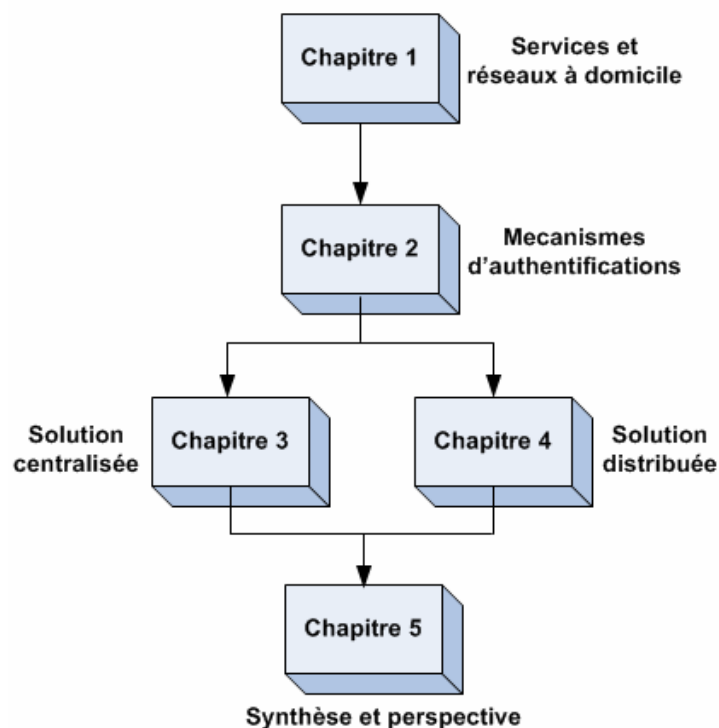 Chapitre 1
Services et
réseaux à domicile
Chapitre 2
Mecanismes
d'authentifications
Solution
centralisée
Chapitre 3
Chapitre 4
Solution
distribuée
Chapitre 5
Synthèse et perspective